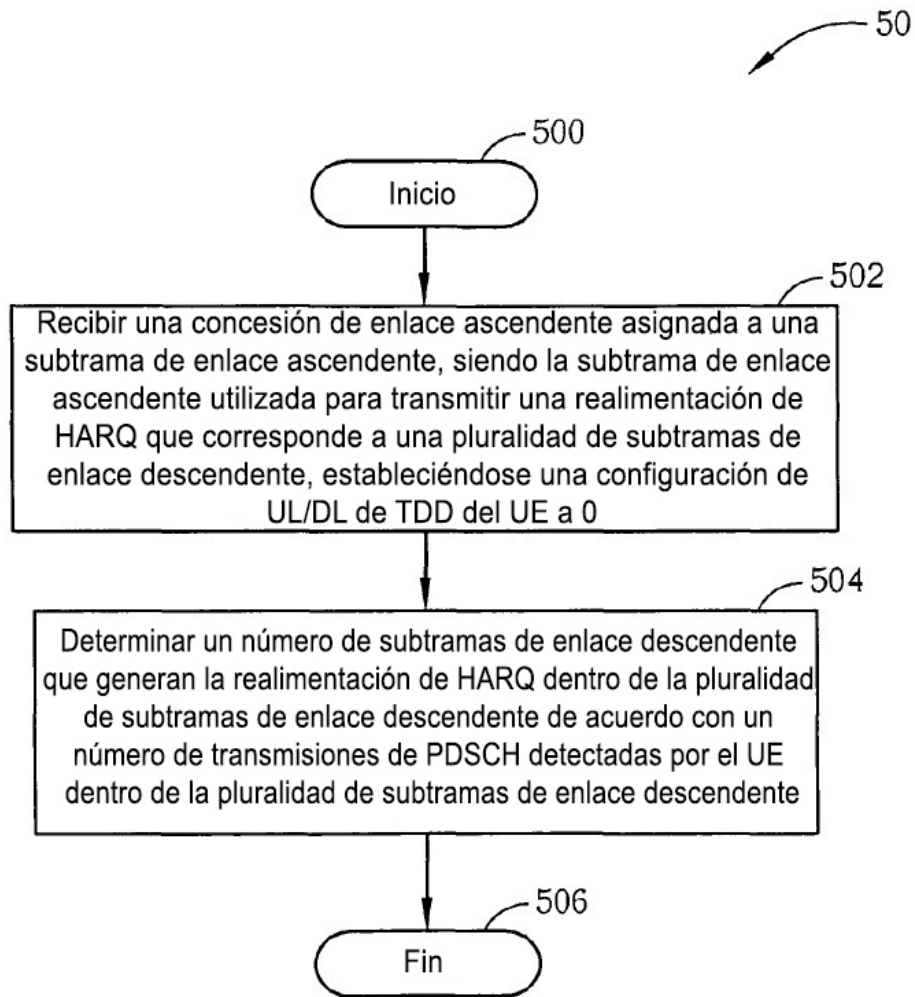 50
500
Inicio
502
Recibir una concesión de enlace ascendente asignada a una
subtrama de enlace ascendente, siendo la subtrama de enlace
ascendente utilizada para transmitir una realimentación de
HARQ que corresponde a una pluralidad de subtramas de
enlace descendente, estableciéndose una configuración de
UL/DL de TDD del UE a 0
504
Determinar un número de subtramas de enlace descendente
que generan la realimentación de HARQ dentro de la pluralidad
de subtramas de enlace descendente de acuerdo con un
número de transmisiones de PDSCH detectadas por el UE
dentro de la pluralidad de subtramas de enlace descendente
506
Fin